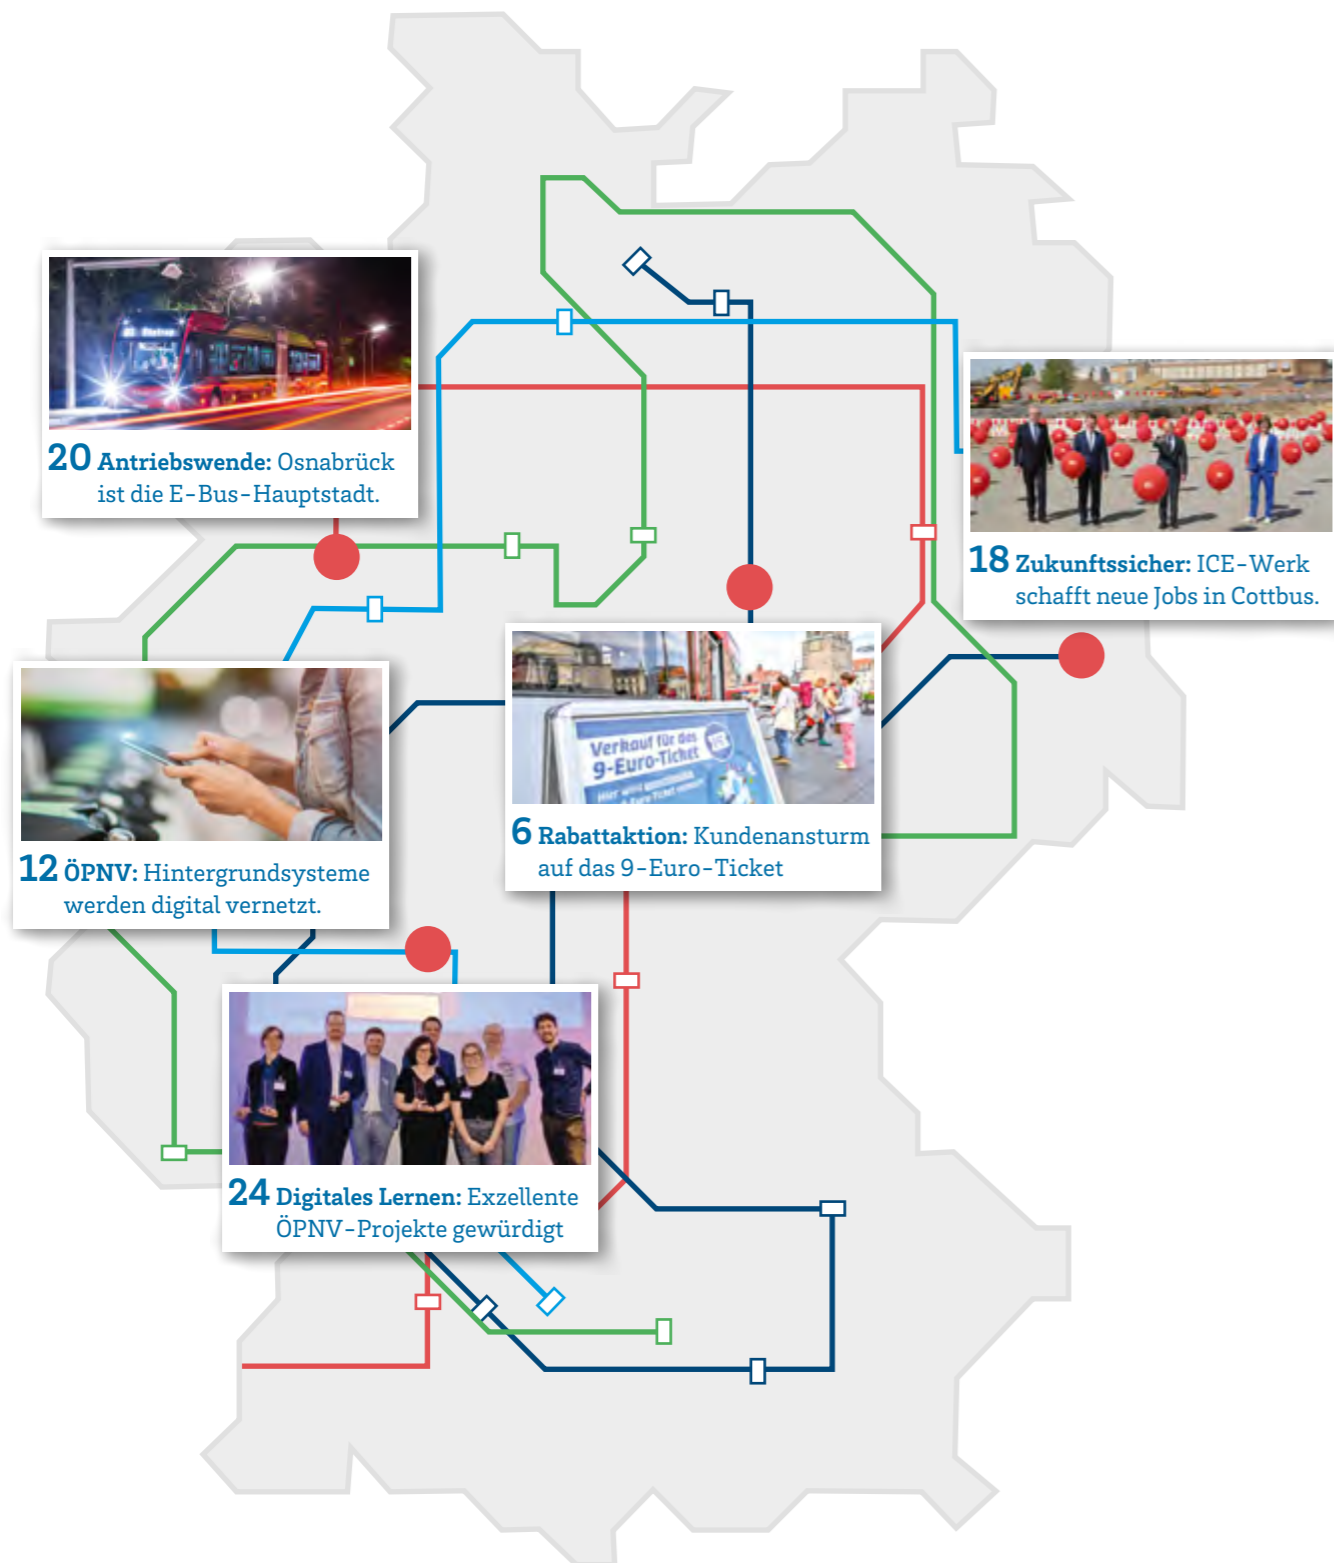 20 Antriebswende: Osnabrück
ist die E-Bus-Hauptstadt.
18 Zukunftssicher: ICE-Werk
schafft neue Jobs in Cottbus.
Verkauf für das
9-Euro-Ticket
6 Rabattaktion: Kundenansturm
auf das 9-Euro-Ticket
12 ÖPNV: Hintergrundsysteme
werden digital vernetzt.
24 Digitales Lernen: Exzellente
ÖPNV-Projekte gewürdigt